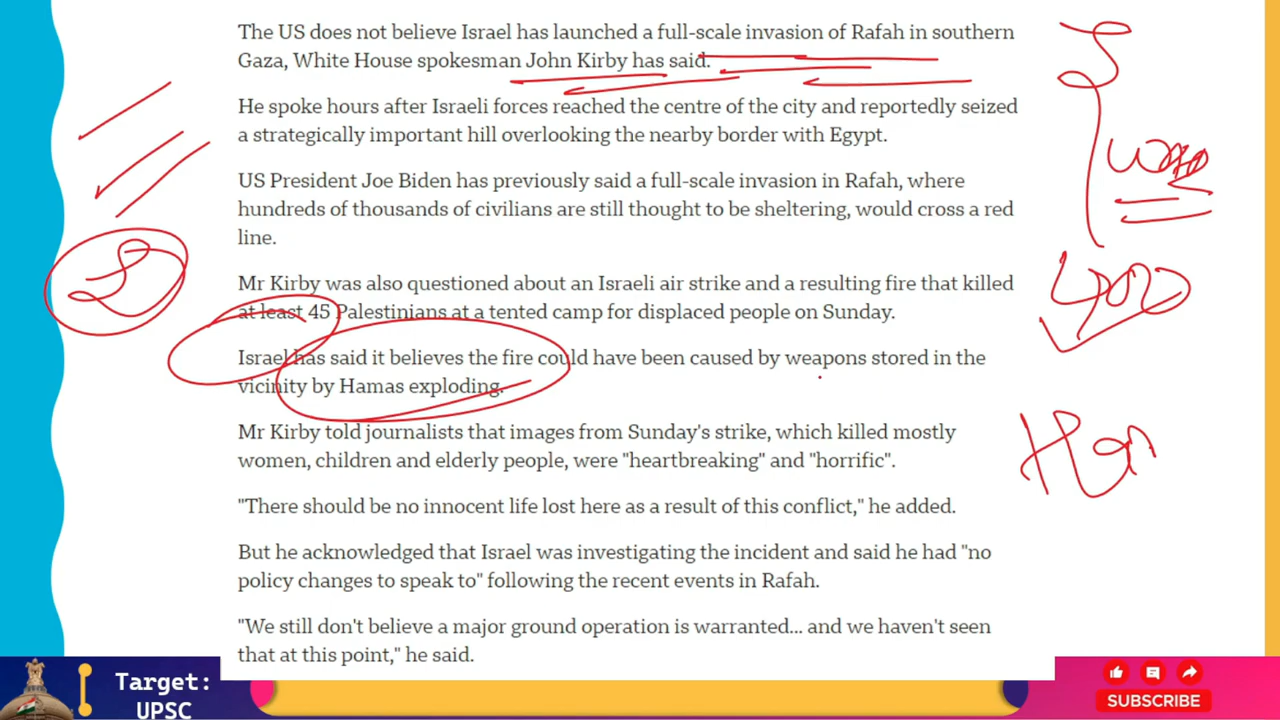 The US does not believe Israel has launched a full-scale invasion of Rafah in southern
Gaza, White House spokesman John Kirby has said.
He spoke hours after Israeli forces reached the centre of the city and reportedly seized
a strategically important hill overlooking the nearby border with Egypt.
US President Joe Biden has previously said a full-scale invasion in Rafah, where
hundreds of thousands of civilians are still thought to be sheltering, would cross a red
line.
Mr Kirby was also questioned about an Israeli air strike and a resulting fire that killed
at least 45 Palestinians at a tented camp for displaced people on Sunday.
Israel has said it believes the fire could have been caused by weapons stored in the
vicinity by Hamas exploding.
Mr Kirby told journalists that images from Sunday's strike, which killed mostly
women, children and elderly people, were "heartbreaking" and "horrific".
"There should be no innocent life lost here as a result of this conflict," he added.
But he acknowledged that Israel was investigating the incident and said he had "no
policy changes to speak to" following the recent events in Rafah.
"We still don't believe a major ground operation is warranted... and we haven't seen
that at this point," he said.
Target:
UPSC
SUBSCRIBE